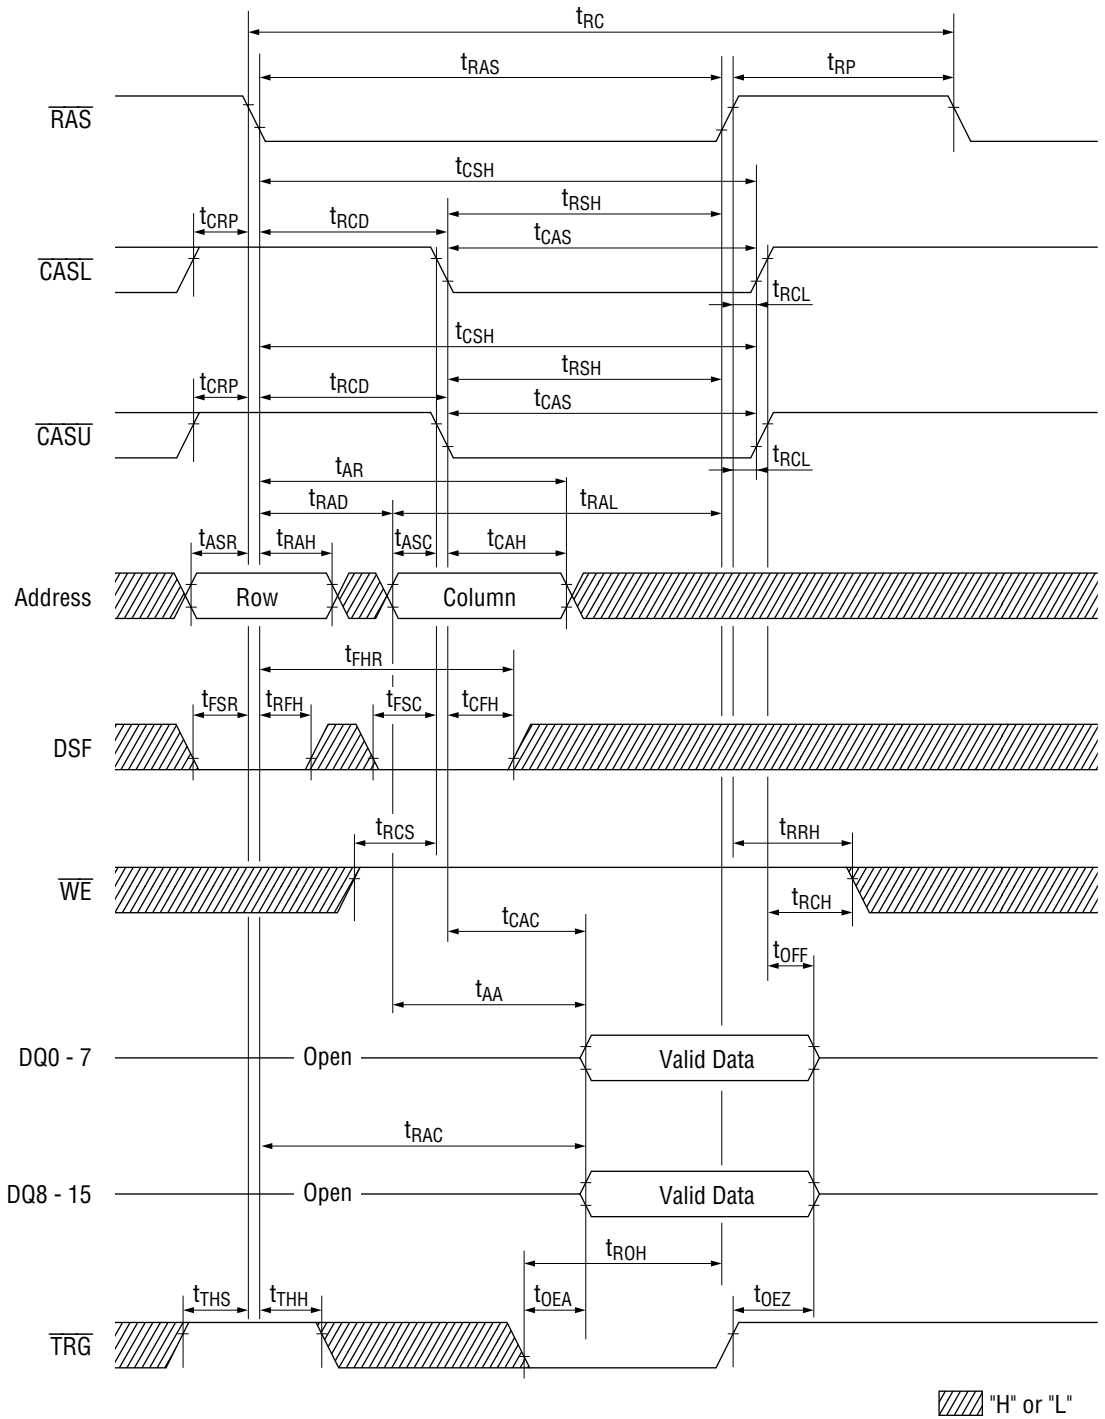 tRC
tRAS tRP
RAS
tCSH
tRSH
tCRP tRCD tCAS
CASL
tRCL
tCSH
tRSH
tCRP tRCD tCAS
CASU
tRCL
tAR
tRAD tRAL
tASR tRAH tASC tCAH
Address Row Column
tFHR
tFSR tRFH tFSC tCFH
DSF
tRCS tRRH
WE
tRCH
tCAC
tOFF
tAA
DQ0 - 7 Open Valid Data
tRAC
DQ8 - 15 Open Valid Data
tROH
tTHS tTHH tOEA tOEZ
TRG
"H" or "L"